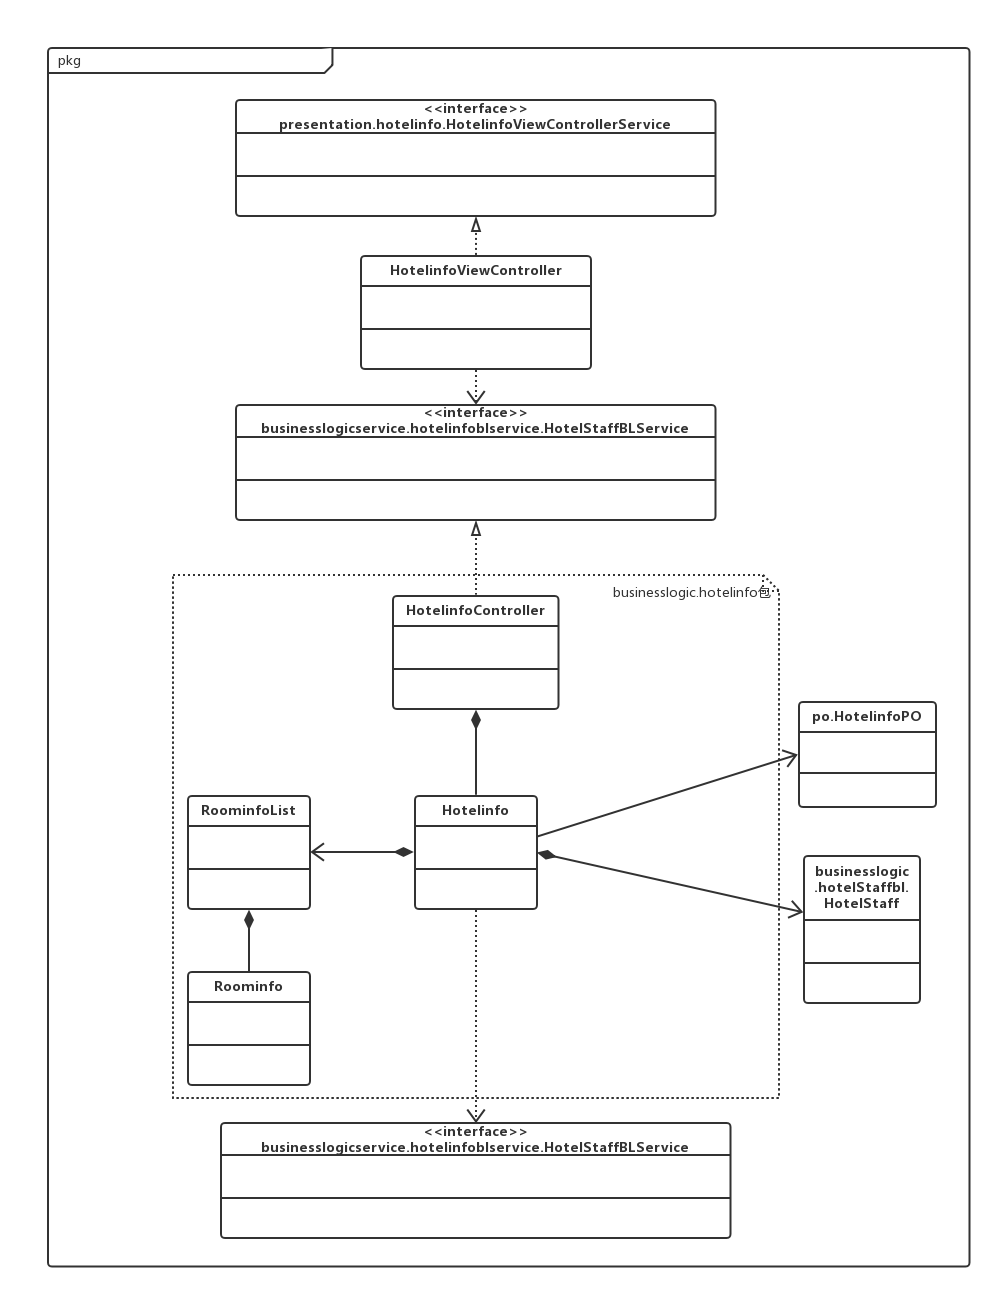 pkg
<<interface>>
presentation.hotelinfo.HotelinfoViewControllerService
HotelinfoViewController
<<interface>>
businesslogicservice.hotelinfoblservice.HotelStaffBLService
businesslogic.hotelinfo包
HotelinfoController
po.HotelinfoPO
RoominfoList
Hotelinfo
businesslogic
.hotelStaffbl.
HotelStaff
Roominfo
<<interface>>
businesslogicservice.hotelinfoblservice.HotelStaffBLService